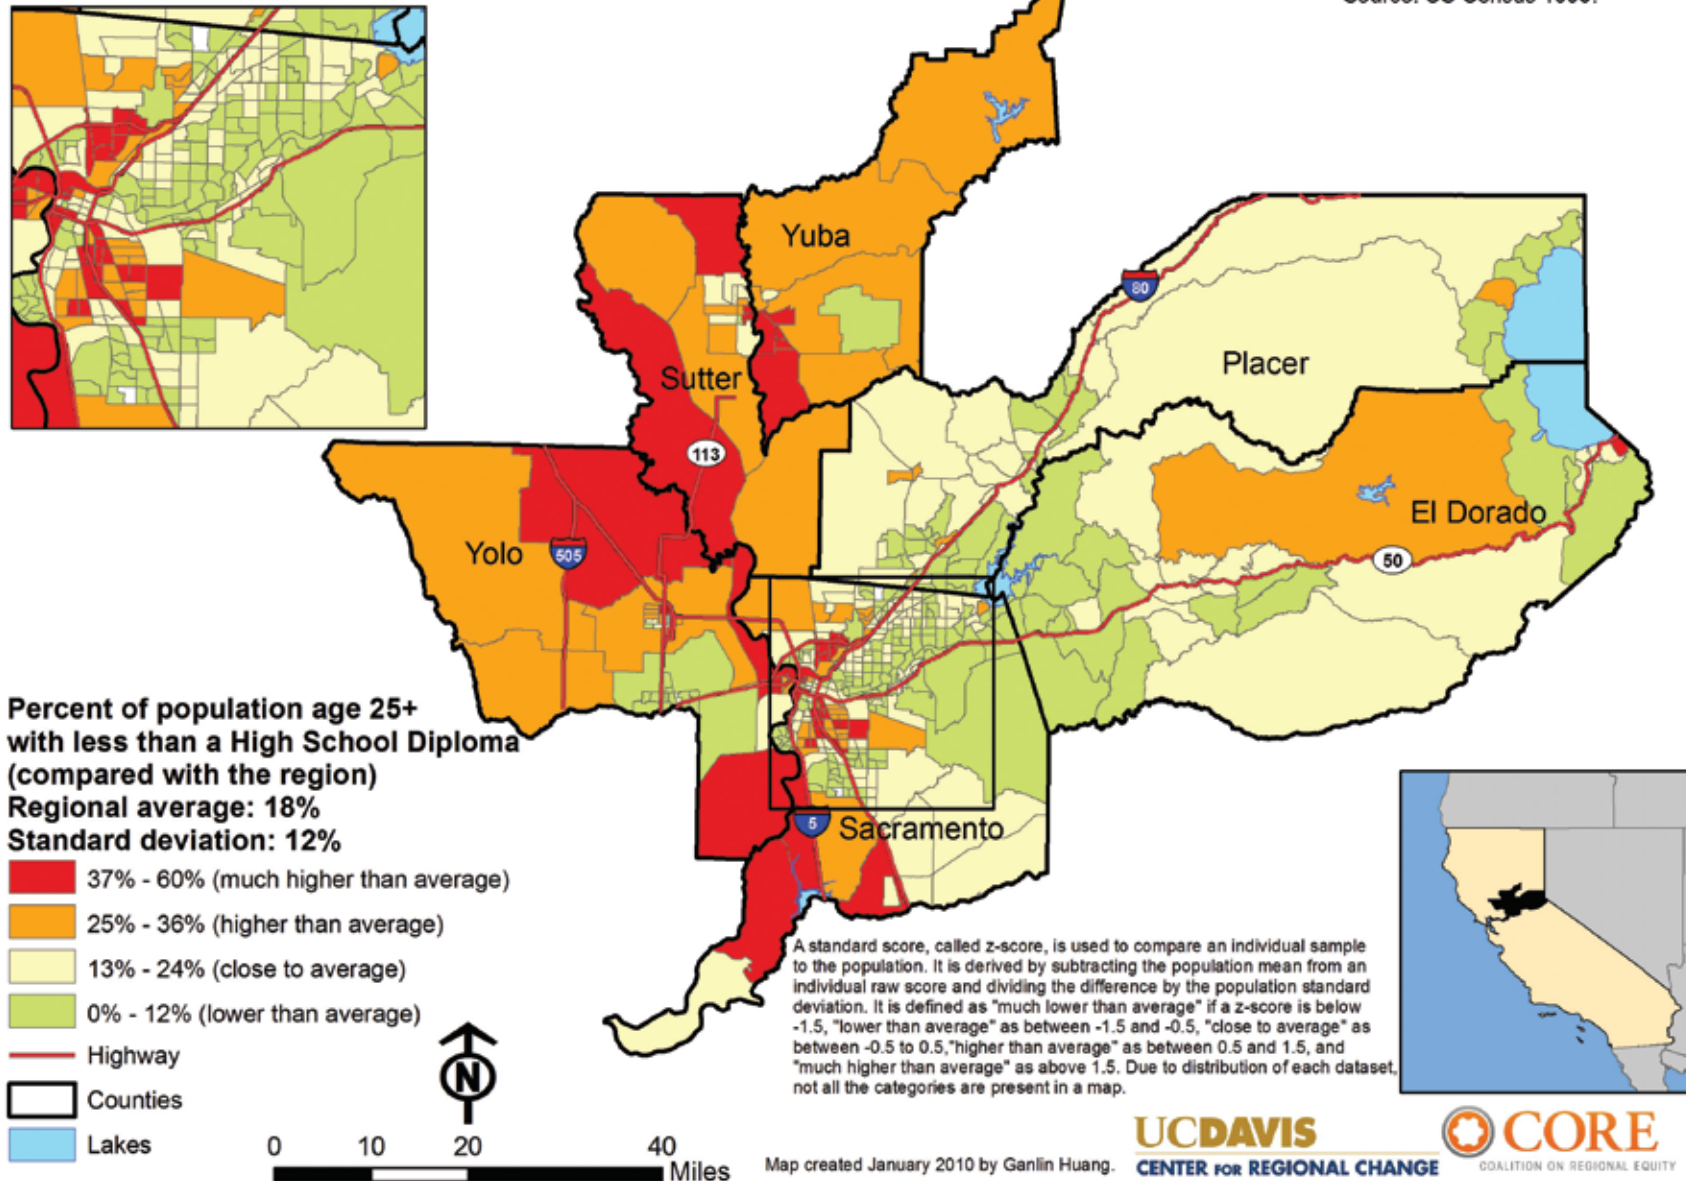 Yuba
80
Placer
Sutter
113
Yolo
505
El Dorado
50
5
Sacramento
Percent of population age 25+
with less than a High School Diploma
(compared with the region)
Regional average: 18%
Standard deviation: 12%
37% - 60% (much higher than average)
25% - 36% (higher than average)
13% - 24% (close to average)
0% - 12% (lower than average)
Highway
Counties
Lakes
N
0 10 20 40
Miles
A standard score, called z-score, is used to compare an individual sample
to the population. It is derived by subtracting the population mean from an
individual raw score and dividing the difference by the population standard
deviation. It is defined as "much lower than average" if a z-score is below
-1.5, "lower than average" as between -1.5 and -0.5, "close to average" as
between -0.5 to 0.5,"higher than average" as between 0.5 and 1.5, and
"much higher than average" as above 1.5. Due to distribution of each dataset,
not all the categories are present in a map.
Map created January 2010 by Ganlin Huang.
UCDAVIS
CENTER FOR REGIONAL CHANGE
CORE
COALITION ON REGIONAL EQUITY